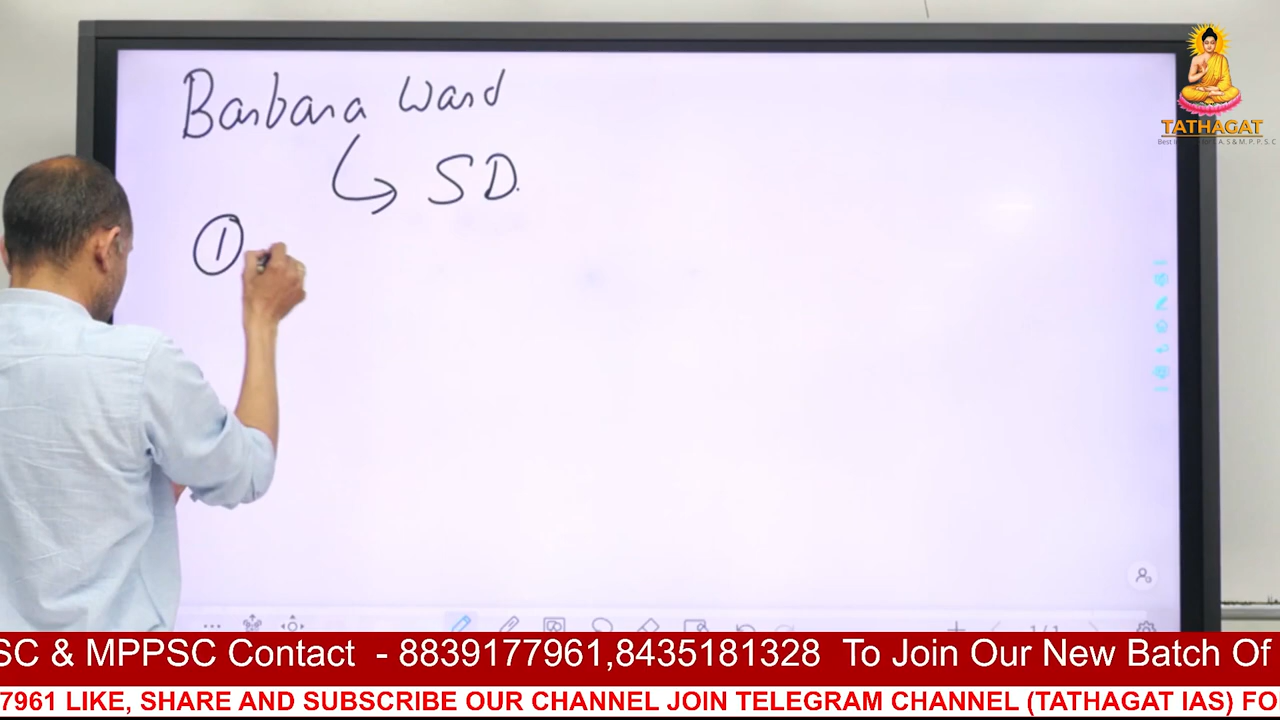 Barbara Ward
SD.
①
TATHAGAT
SC & MPPSC Contact - 8839177961,8435181328 To Join Our New Batch Of
7961 LIKE, SHARE AND SUBSCRIBE OUR CHANNEL JOIN TELEGRAM CHANNEL (TATHAGAT IAS) FO